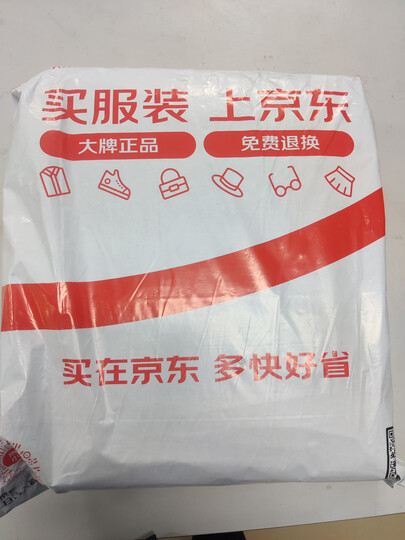 买服装 上京东
大牌正品 免费退换
买在京东 多快好省